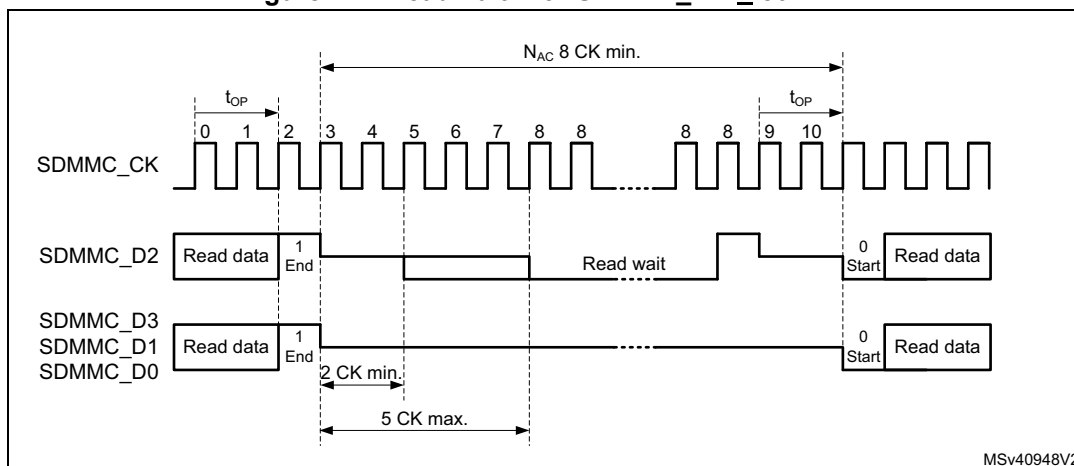 N_AC 8 CK min.
t_OP t_OP
0 1 2 3 4 5 6 7 8 8 8 8 9 10
SDMMC_CK
SDMMC_D2 Read data 1 End Read wait 0 Start Read data
SDMMC_D3
SDMMC_D1 Read data 1 End 0 Start Read data
SDMMC_D0
2 CK min.
5 CK max.
MSv40948V2